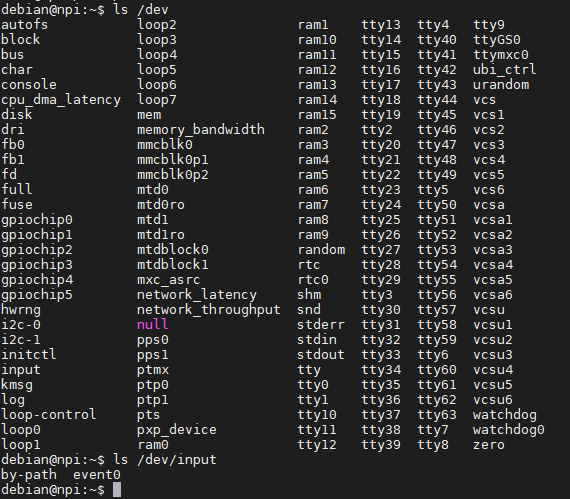 debian@npi:~$ ls /dev
autofs loop2 ram1 tty13 tty4 tty9
block loop3 ram10 tty14 tty40 ttyGS0
bus loop4 ram11 tty15 tty41 ttymxc0
char loop5 ram12 tty16 tty42 ubi_ctrl
console loop6 ram13 tty17 tty43 urandom
cpu_dma_latency loop7 ram14 tty18 tty44 vcs
disk mem ram15 tty19 tty45 vcs1
dri memory_bandwidth ram2 tty2 tty46 vcs2
fb0 mmcblk0 ram3 tty20 tty47 vcs3
fb1 mmcblk0p1 ram4 tty21 tty48 vcs4
fd mmcblk0p2 ram5 tty22 tty49 vcs5
full mtd0 ram6 tty23 tty5 vcs6
fuse mtd0ro ram7 tty24 tty50 vcsa
gpiochip0 mtd1 ram8 tty25 tty51 vcsa1
gpiochip1 mtd1ro ram9 tty26 tty52 vcsa2
gpiochip2 mtdblock0 random tty27 tty53 vcsa3
gpiochip3 mtdblock1 rtc tty28 tty54 vcsa4
gpiochip4 mxc_asrc rtc0 tty29 tty55 vcsa5
gpiochip5 network_latency shm tty3 tty56 vcsa6
hwrng network_throughput snd tty30 tty57 vcsu
i2c-0 null stderr tty31 tty58 vcsu1
i2c-1 pps0 stdin tty32 tty59 vcsu2
initctl pps1 stdout tty33 tty6 vcsu3
input ptmx tty tty34 tty60 vcsu4
kmsg ptp0 tty0 tty35 tty61 vcsu5
log ptp1 tty1 tty36 tty62 vcsu6
loop-control pts tty10 tty37 tty63 watchdog
loop0 pxp_device tty11 tty38 tty7 watchdog0
loop1 ram0 tty12 tty39 tty8 zero
debian@npi:~$ ls /dev/input
by-path event0
debian@npi:~$